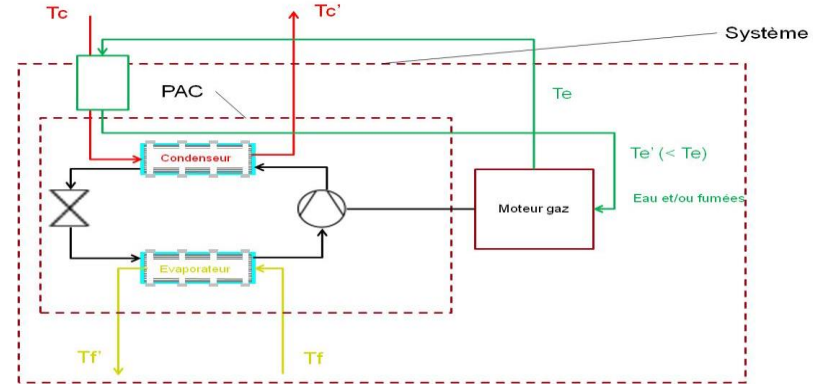 Tc
Tc’
Système
PAC
Te
Condenseur
Te’ (< Te)
Moteur gaz
Eau et/ou fumées
Evaporateur
Tf’
Tf